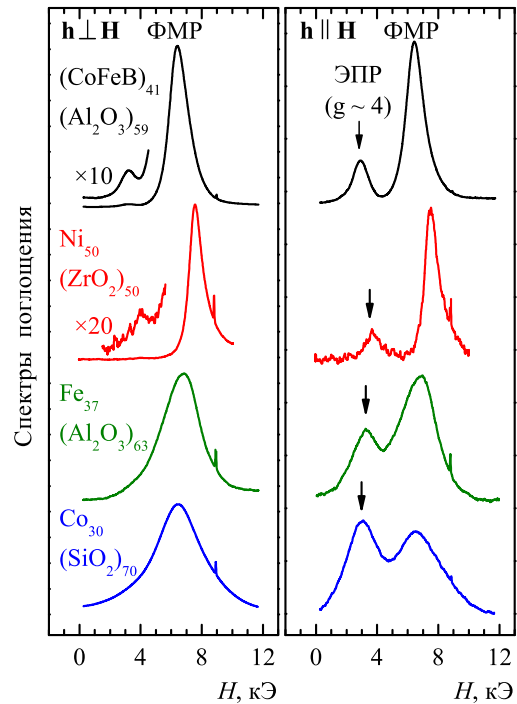 h ⊥ H
ФМР
(CoFeB)₄₁
(Al₂O₃)₅₉
×10
Ni₅₀
(ZrO₂)₅₀
×20
Fe₃₇
(Al₂O₃)₆₃
Co₃₀
(SiO₂)₇₀
h ∥ H
ФМР
ЭПР
(g ~ 4)
Спектры поглощения
0 4 8 12
H, кЭ
0 4 8 12
H, кЭ